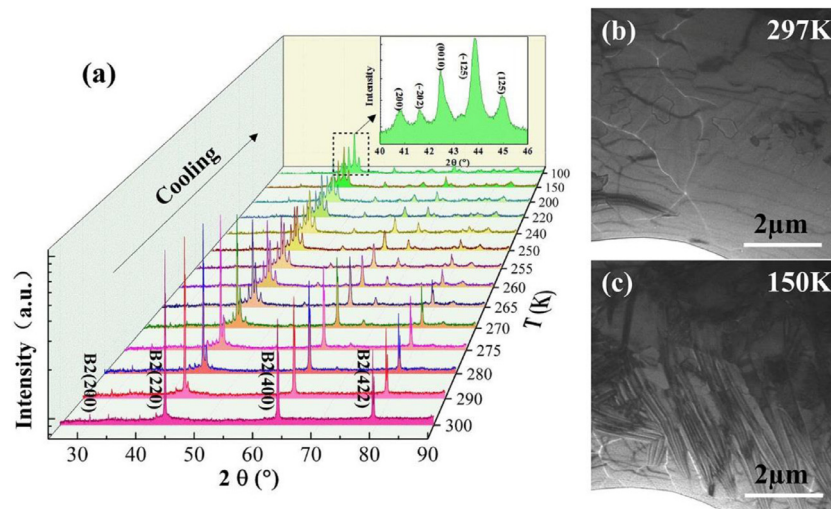 (a)
Cooling
Intensity
(200)
(-202)
(0010)
(-125)
(125)
40 41 42 43 44 45 46
2θ (°)
100
150
200
220
240
250
255
260
265
270
275
280
290
300
T (K)
Intensity (a.u.)
B2(200)
B2(220)
B2(400)
B2(422)
30 40 50 60 70 80 90
2 θ (°)
(b) 297K
2μm
(c) 150K
2μm